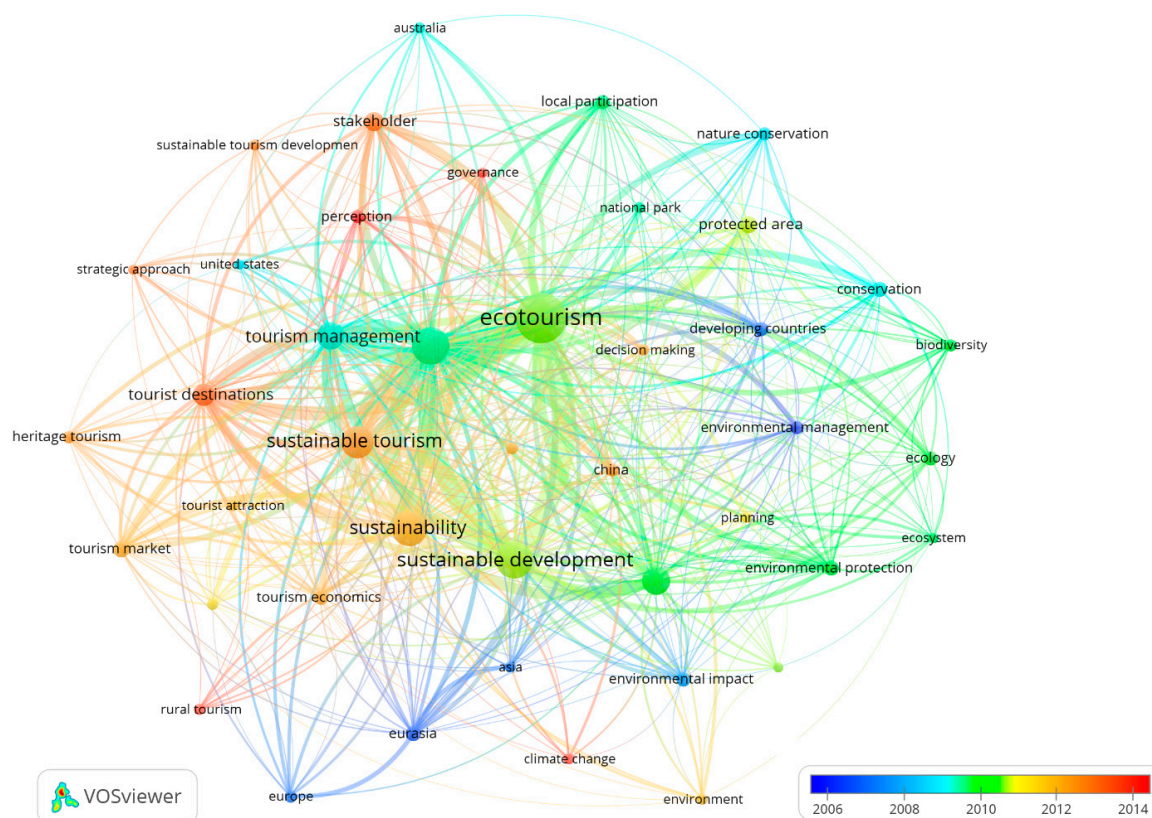 australia
local participation
stakeholder
nature conservation
sustainable tourism developmen
governance
national park
perception
protected area
strategic approach
united states
conservation
ecotourism
developing countries
tourism management
biodiversity
decision making
tourist destinations
environmental management
heritage tourism
sustainable tourism
ecology
china
tourist attraction
planning
sustainability
ecosystem
tourism market
sustainable development
environmental protection
tourism economics
asia
environmental impact
rural tourism
eurasia
climate change
europe
environment
VOSviewer
2006 2008 2010 2012 2014